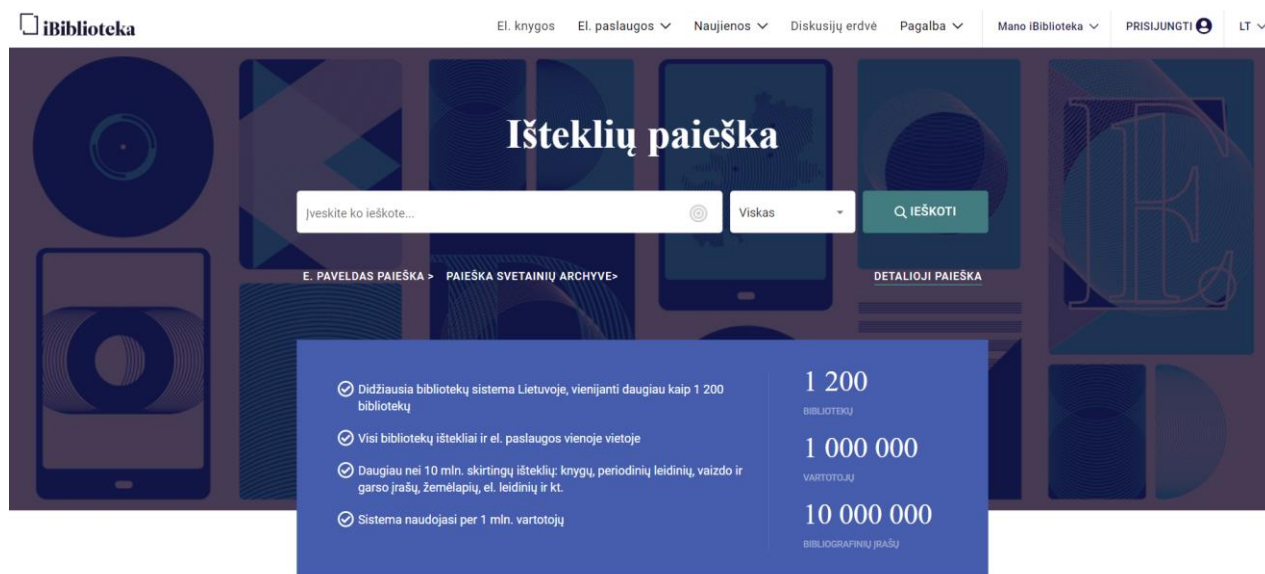 iBiblioteka
El. knygos El. paslaugos Naujienos Diskusijų erdvė Pagalba Mano iBiblioteka PRISIJUNGTI LT
Išteklių paieška
Įveskite ko ieškote... Viskas IEŠKOTI
E. PAVELDAS PAIEŠKA > PAIEŠKA SVETAINIŲ ARCHYVE> DETALIOJI PAIEŠKA
Didžiausia bibliotekų sistema Lietuvoje, vienijanti daugiau kaip 1 200
bibliotekų
Visi bibliotekų ištekliai ir el. paslaugos vienoje vietoje
Daugiau nei 10 mln. skirtingų išteklių: knygų, periodinių leidinių, vaizdo ir
garso įrašų, žemėlapių, el. leidinių ir kt.
Sistema naudojasi per 1 mln. vartotojų
1 200
BIBLIOTEKŲ
1 000 000
VARTOTOJŲ
10 000 000
BIBLIOGRAFINIŲ ĮRAŠŲ